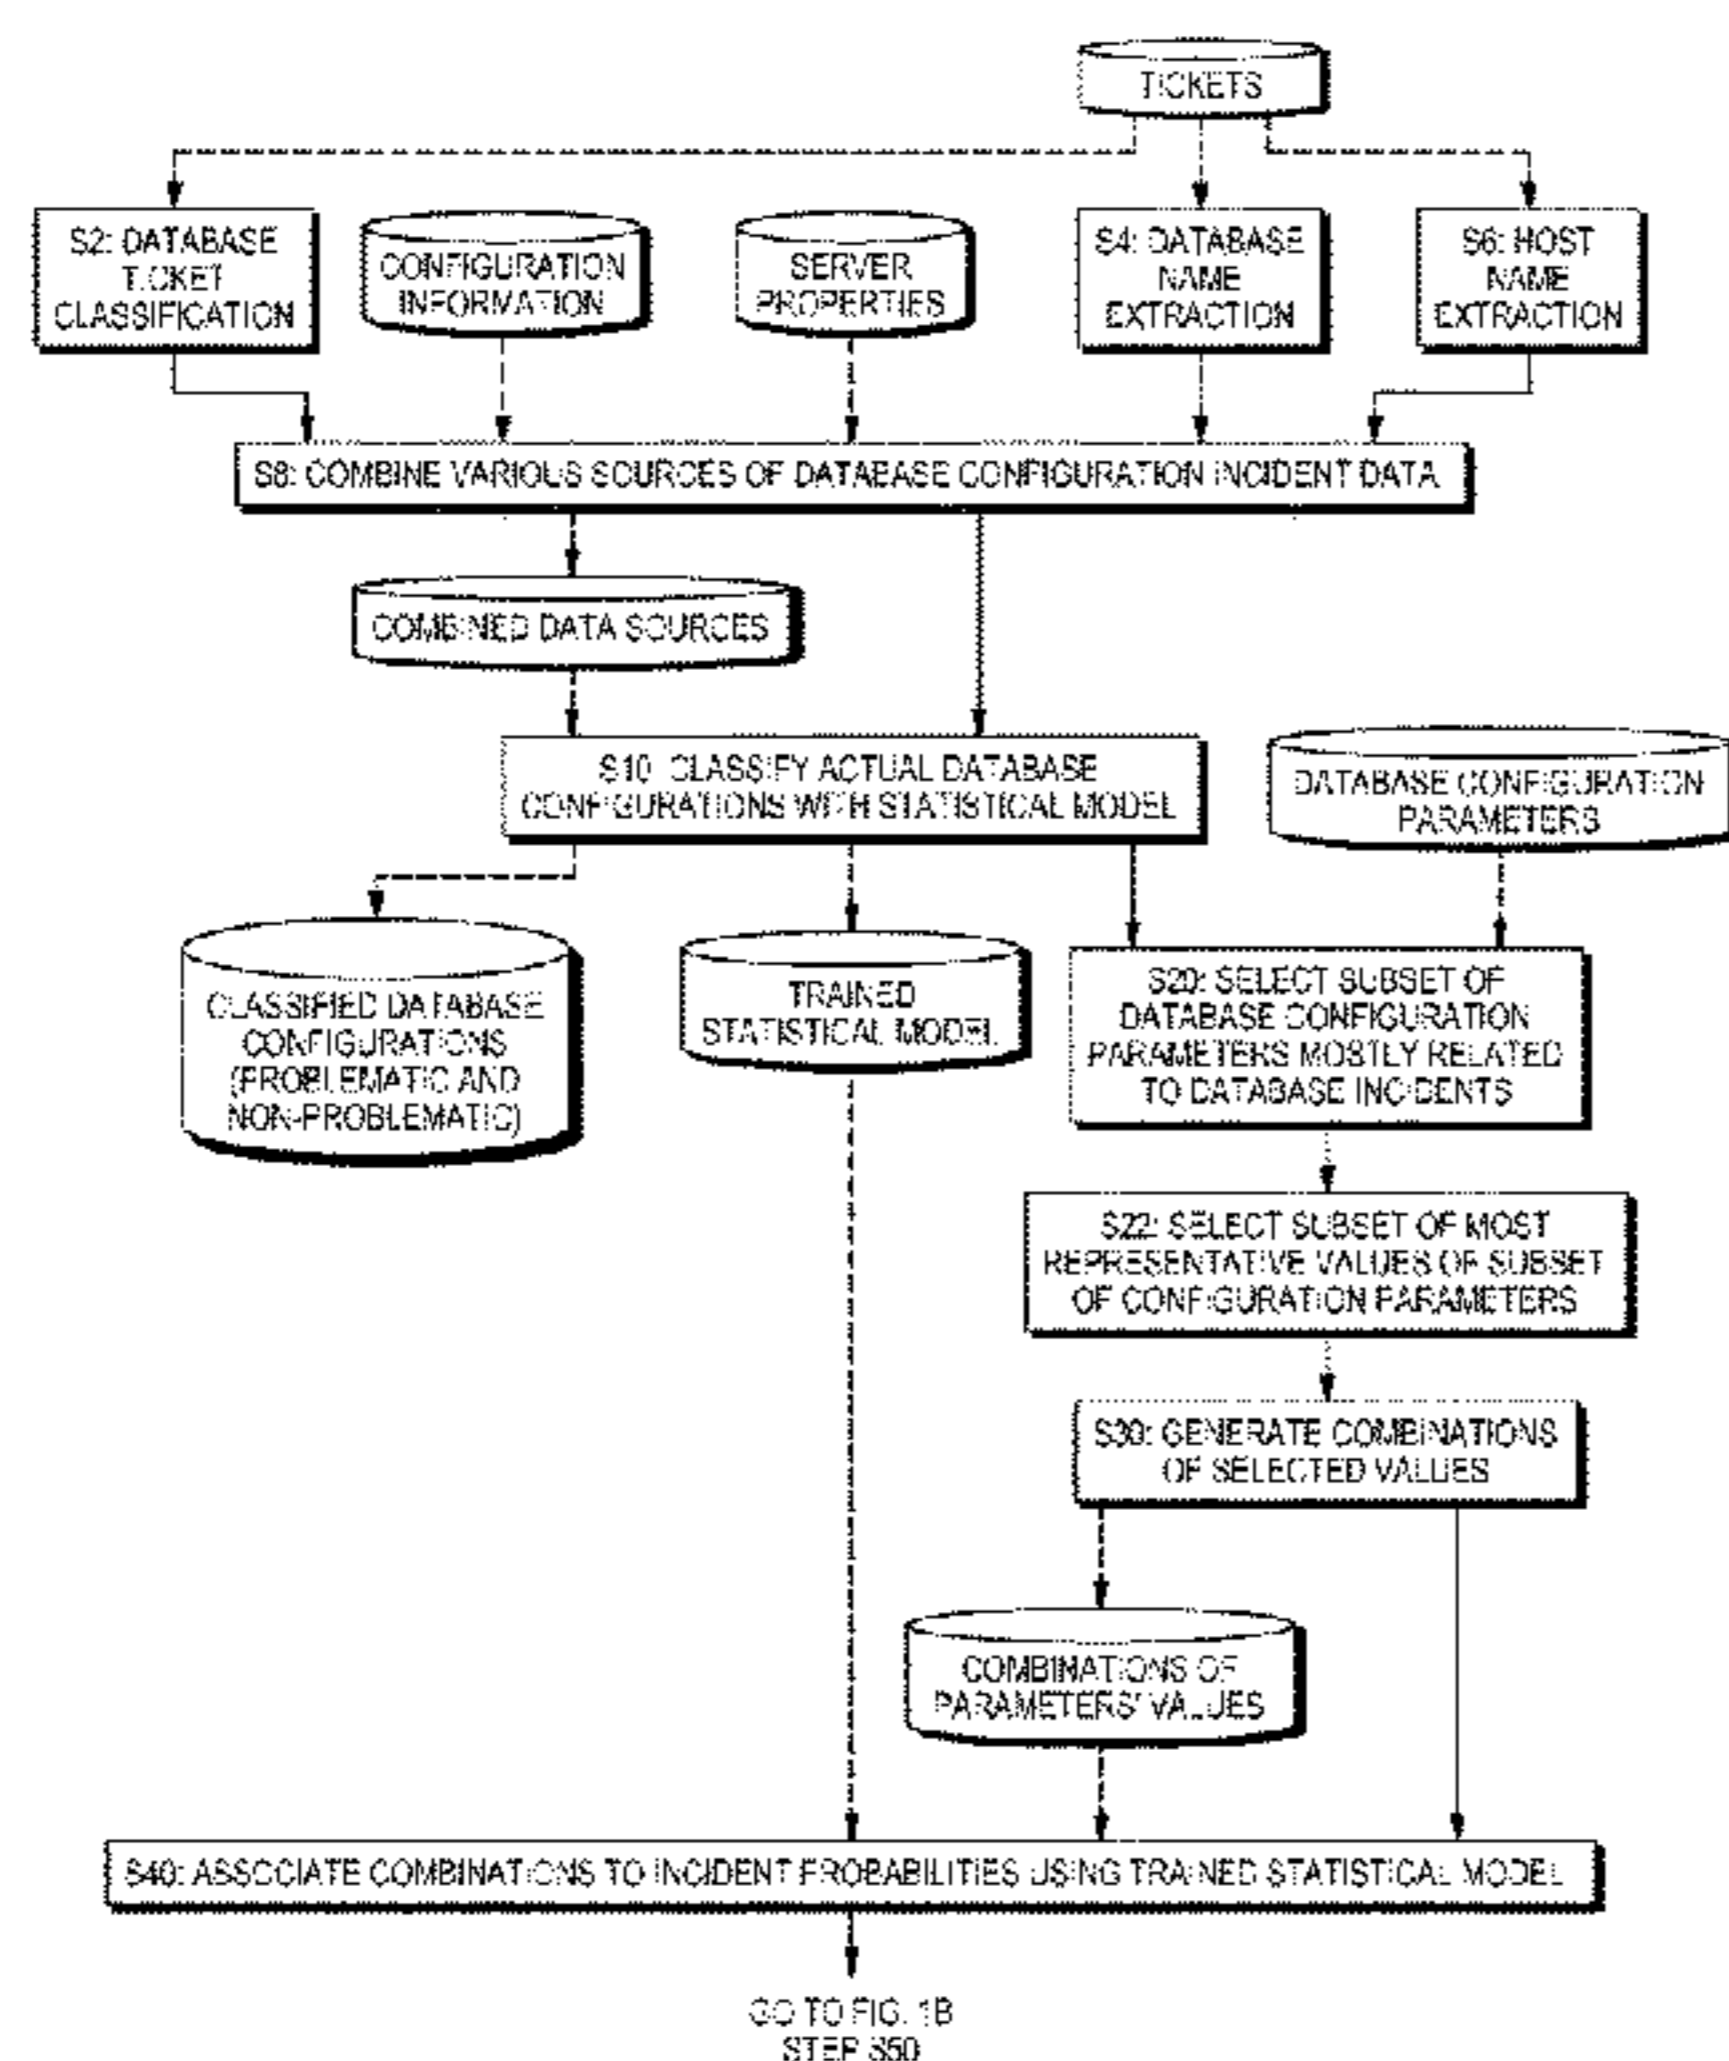 TICKETS
S2: DATABASE
TICKET
CLASSIFICATION
CONFIGURATION
INFORMATION
SERVER
PROPERTIES
S4: DATABASE
NAME
EXTRACTION
S6: HOST
NAME
EXTRACTION
S8: COMBINE VARIOUS SOURCES OF DATABASE CONFIGURATION INCIDENT DATA
COMBINED DATA SOURCES
S10: CLASSIFY ACTUAL DATABASE
CONFIGURATIONS WITH STATISTICAL MODEL
DATABASE CONFIGURATION
PARAMETERS
CLASSIFIED DATABASE
CONFIGURATIONS
(PROBLEMATIC AND
NON-PROBLEMATIC)
TRAINED
STATISTICAL MODEL
S20: SELECT SUBSET OF
DATABASE CONFIGURATION
PARAMETERS MOSTLY RELATED
TO DATABASE INCIDENTS
S22: SELECT SUBSET OF MOST
REPRESENTATIVE VALUES OF SUBSET
OF CONFIGURATION PARAMETERS
S30: GENERATE COMBINATIONS
OF SELECTED VALUES
COMBINATIONS OF
PARAMETERS' VALUES
S40: ASSOCIATE COMBINATIONS TO INCIDENT PROBABILITIES USING TRAINED STATISTICAL MODEL
GO TO FIG. 1B
STEP S50